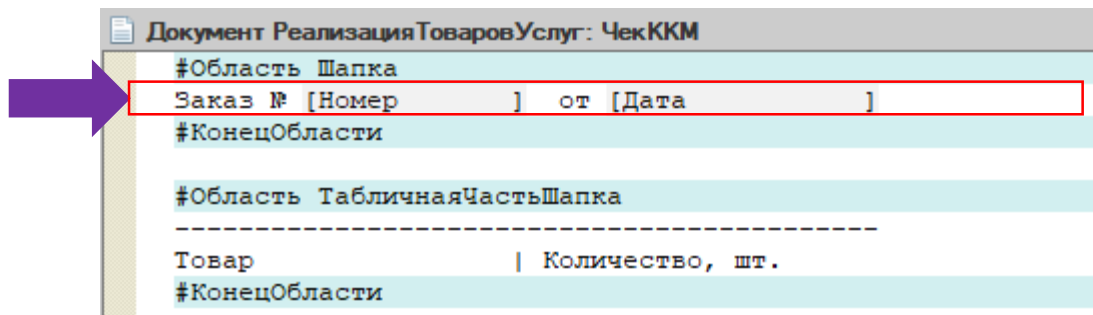 Документ РеализацияТоваровУслуг: ЧекККМ
#Область Шапка
Заказ № [Номер       ]  от [Дата           ]
#КонецОбласти
#Область ТабличнаяЧастьШапка
--------------------------------------------
Товар                | Количество, шт.
#КонецОбласти